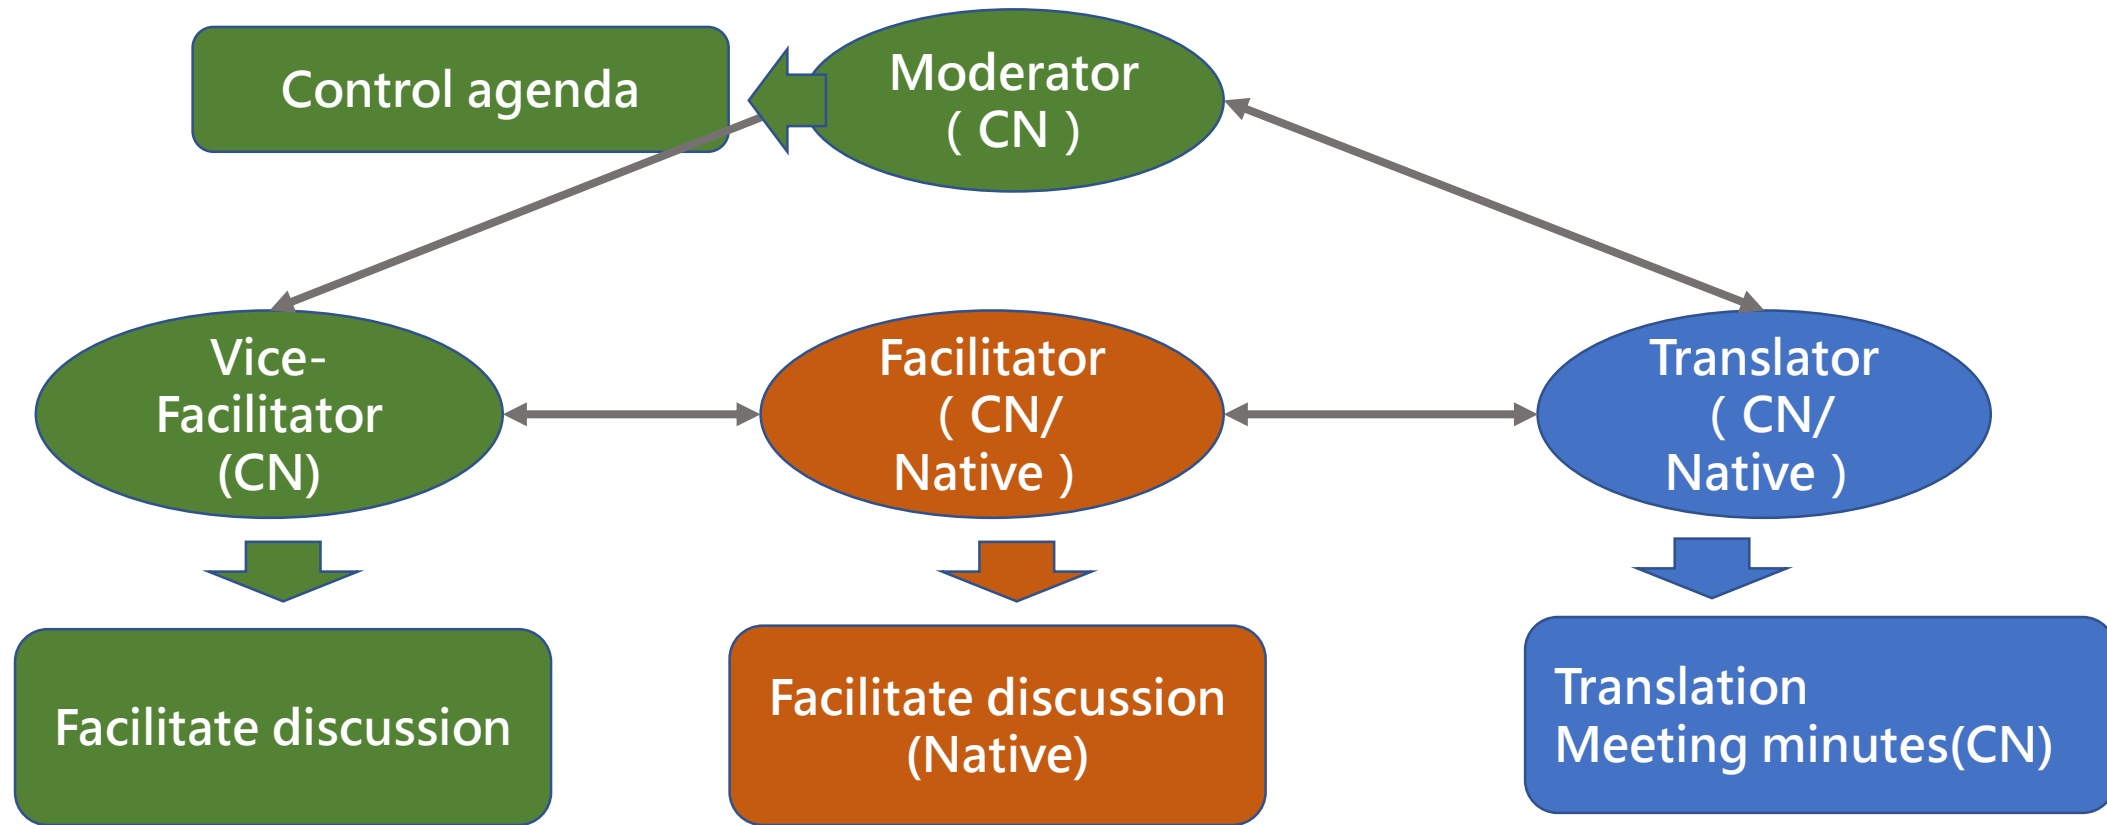 Control agenda
Moderator
( CN )
Vice-
Facilitator
(CN)
Facilitator
( CN/
Native )
Translator
( CN/
Native )
Facilitate discussion
Facilitate discussion
(Native)
Translation
Meeting minutes(CN)